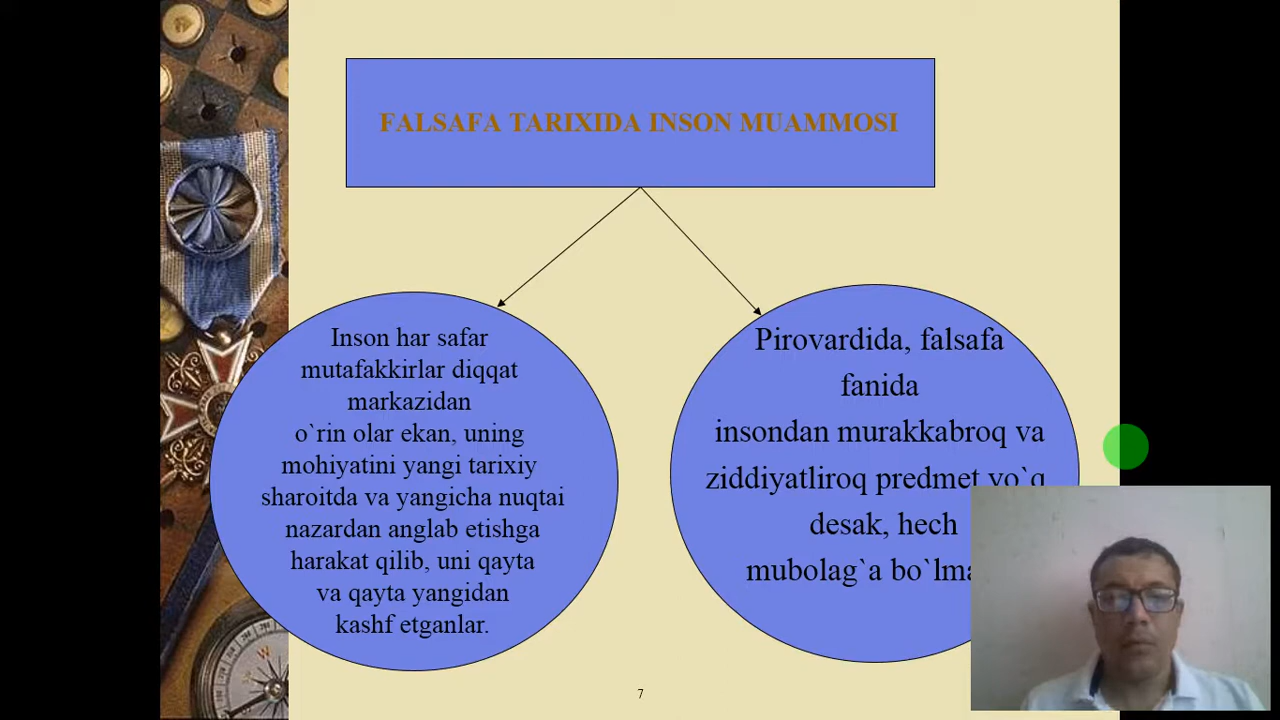 FALSAFA TARIXIDA INSON MUAMMOSI
Inson har safar
mutafakkirlar diqqat
markazidan
o`rin olar ekan, uning
mohiyatini yangi tarixiy
sharoitda va yangicha nuqtai
nazardan anglab etishga
harakat qilib, uni qayta
va qayta yangidan
kashf etganlar.
Pirovardida, falsafa
fanida
insondan murakkabroq va
ziddiyatliroq predmet yo`q
desak, hech
mubolag`a
7